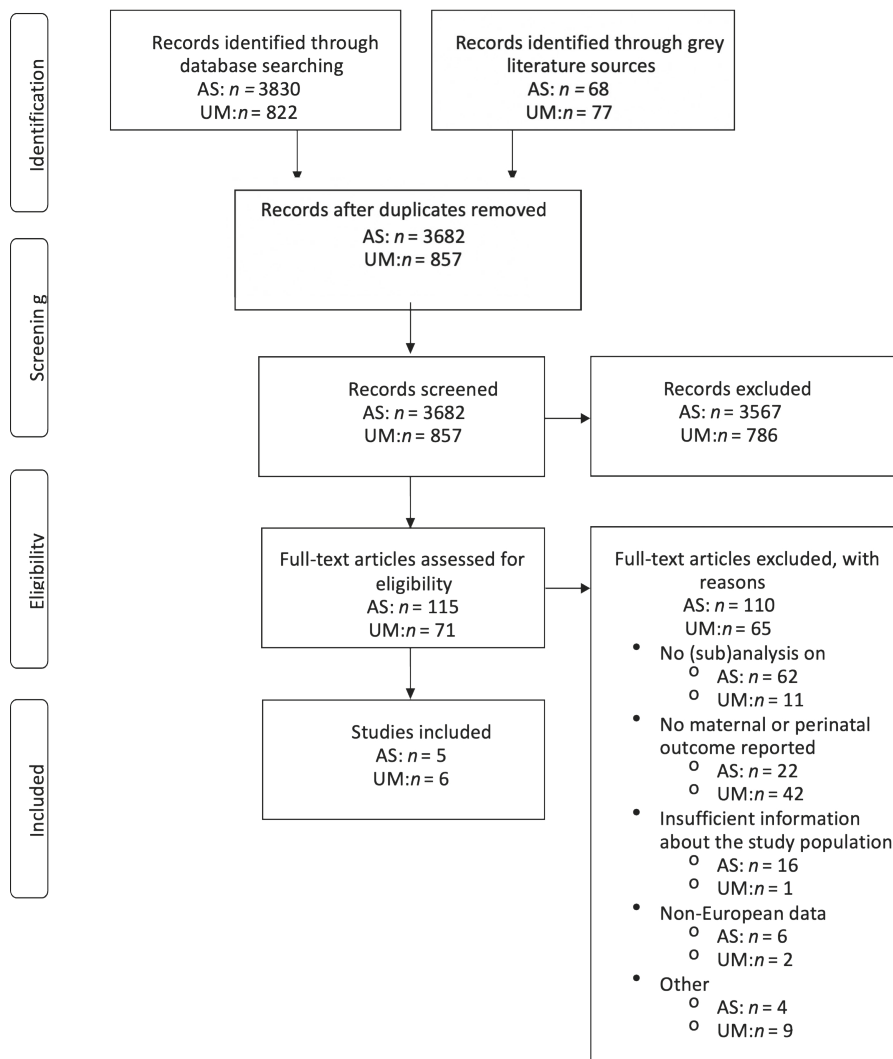 Identification
Records identified through
database searching
AS: n = 3830
UM:n = 822
Records identified through grey
literature sources
AS: n = 68
UM:n = 77
Records after duplicates removed
AS: n = 3682
UM:n = 857
Screenin g
Records screened
AS: n = 3682
UM:n = 857
Records excluded
AS: n = 3567
UM:n = 786
Eligibility
Full-text articles assessed for
eligibility
AS: n = 115
UM:n = 71
Full-text articles excluded, with
reasons
AS: n = 110
UM:n = 65
• No (sub)analysis on
o AS: n = 62
o UM:n = 11
• No maternal or perinatal
outcome reported
o AS: n = 22
o UM:n = 42
• Insufficient information
about the study population
o AS: n = 16
o UM:n = 1
• Non-European data
o AS: n = 6
o UM:n = 2
• Other
o AS: n = 4
o UM:n = 9
Included
Studies included
AS: n = 5
UM:n = 6